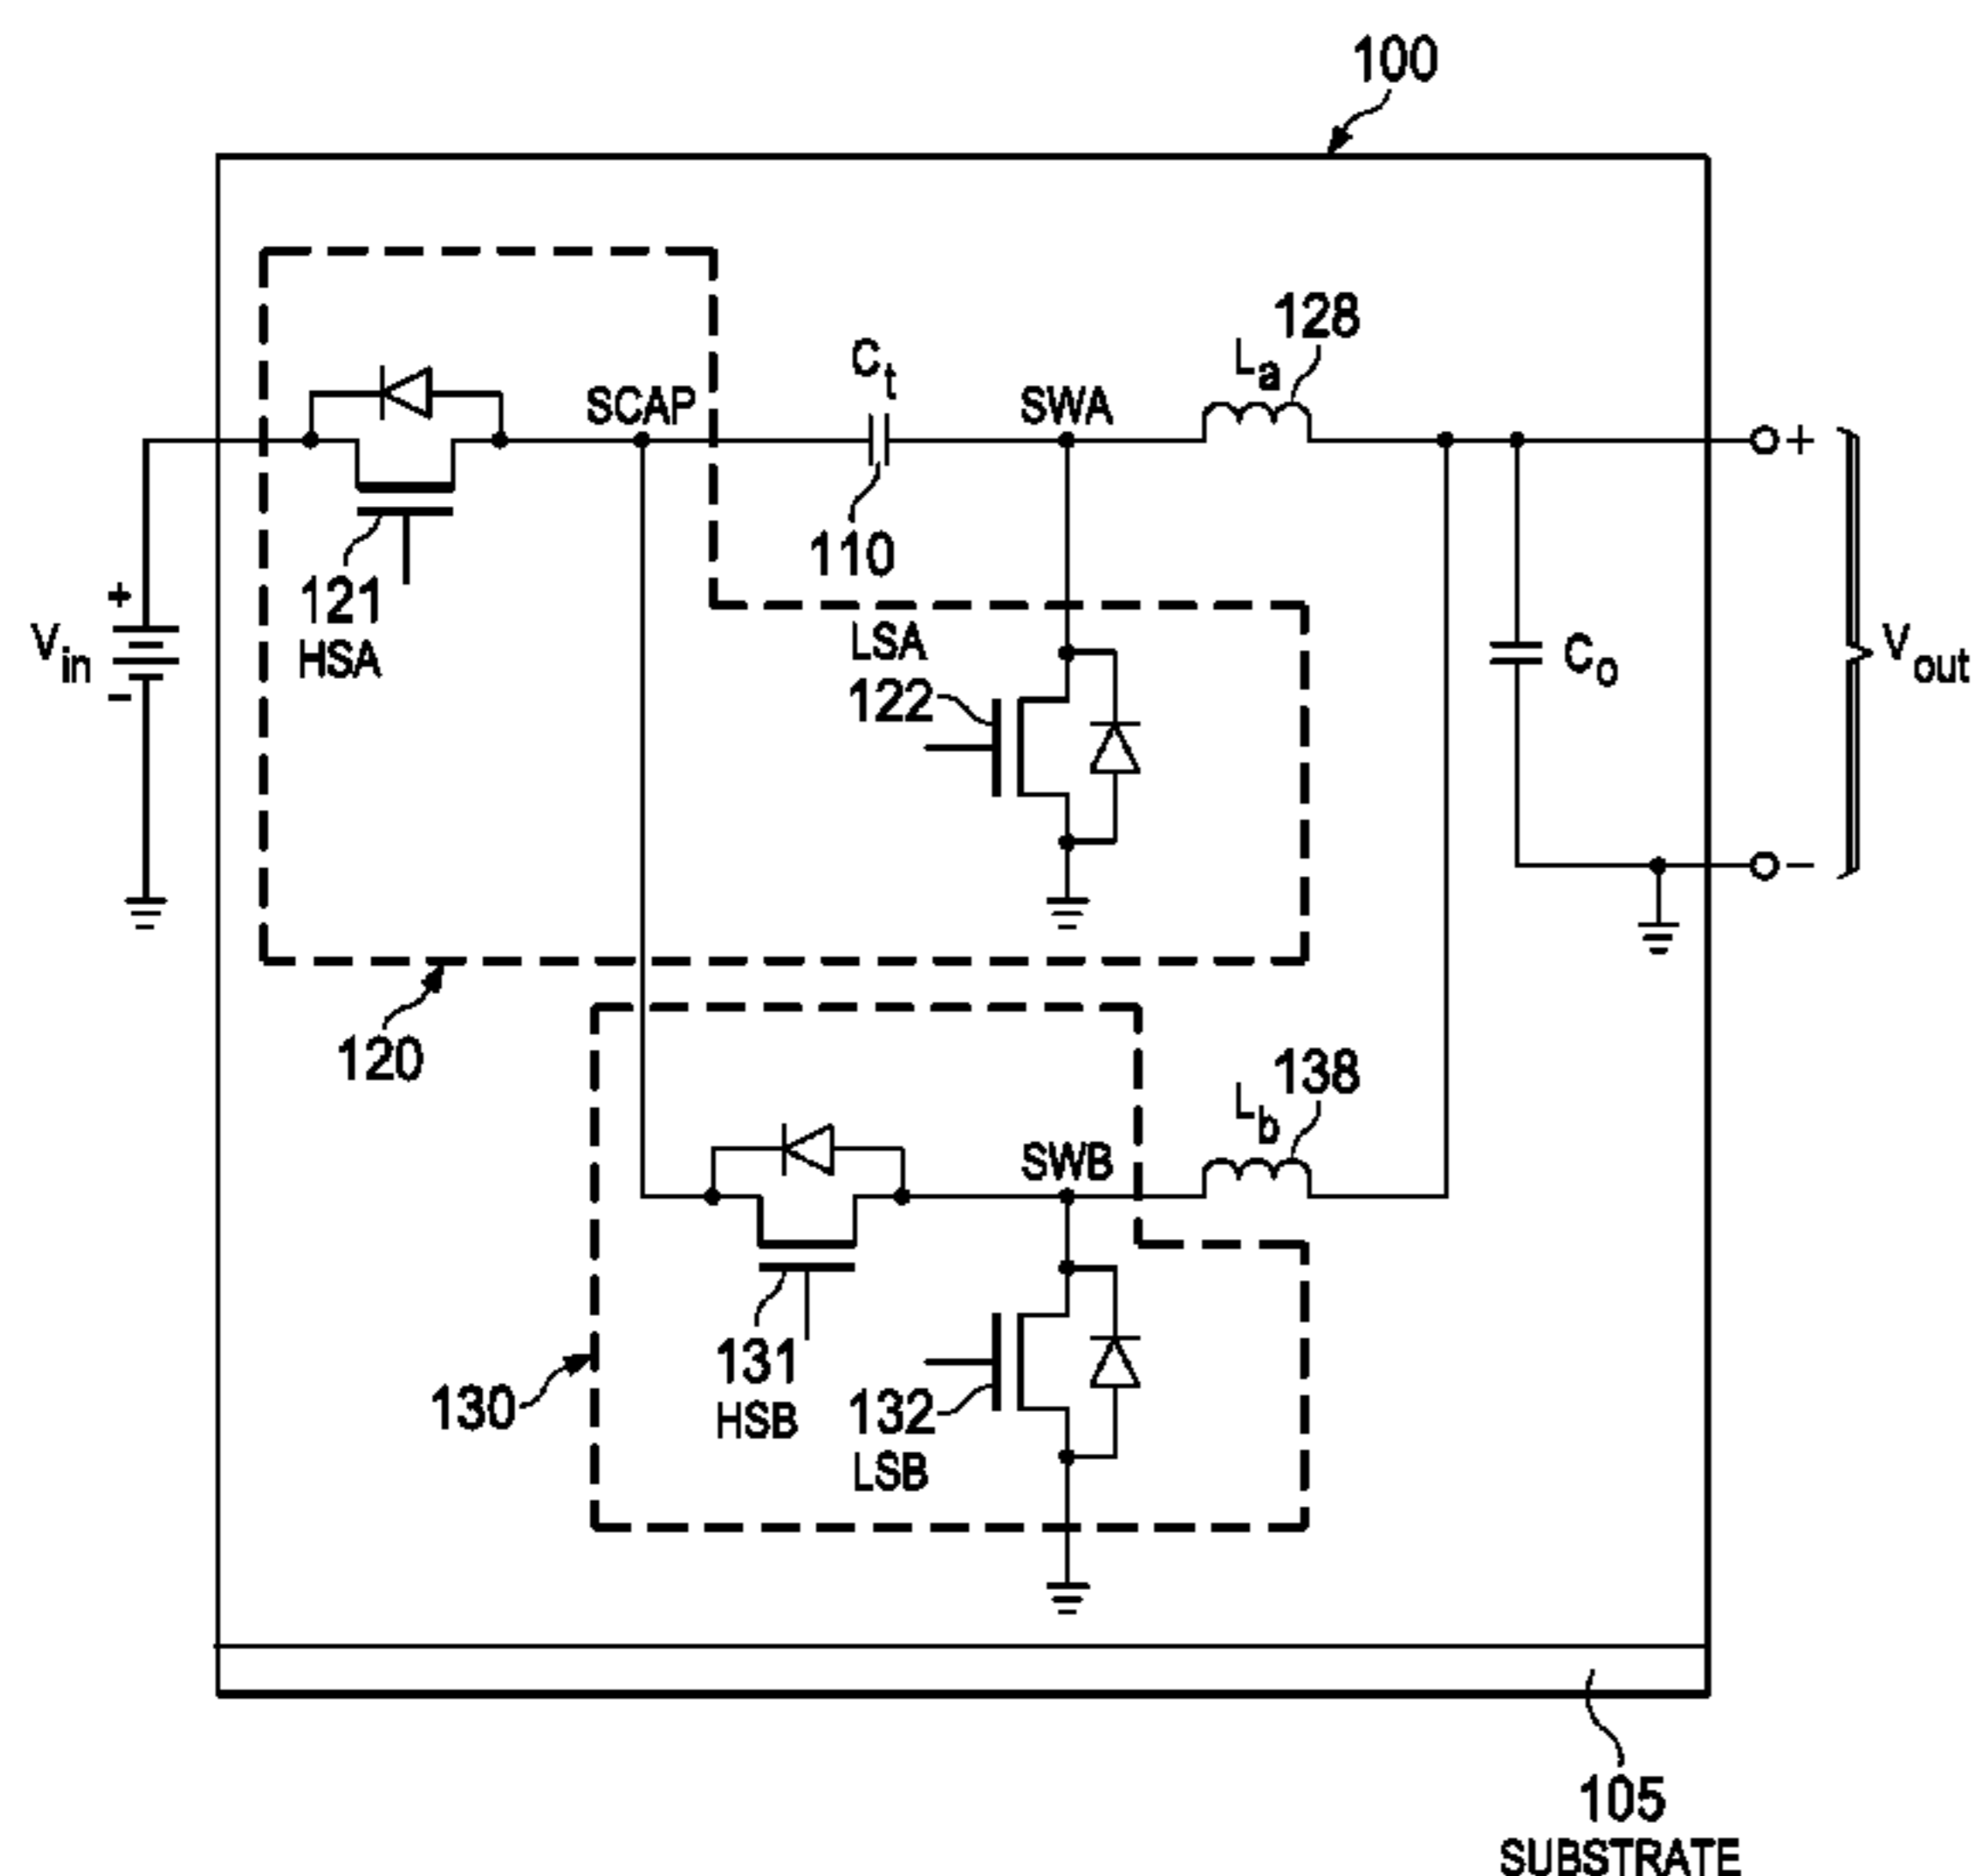 100
128
La
Ct
SCAP
SWA
+
110
121
HSA
LSA
122
+
Vin
-
Co
Vout
-
120
138
Lb
SWB
131
HSB
130
132
LSB
105
SUBSTRATE